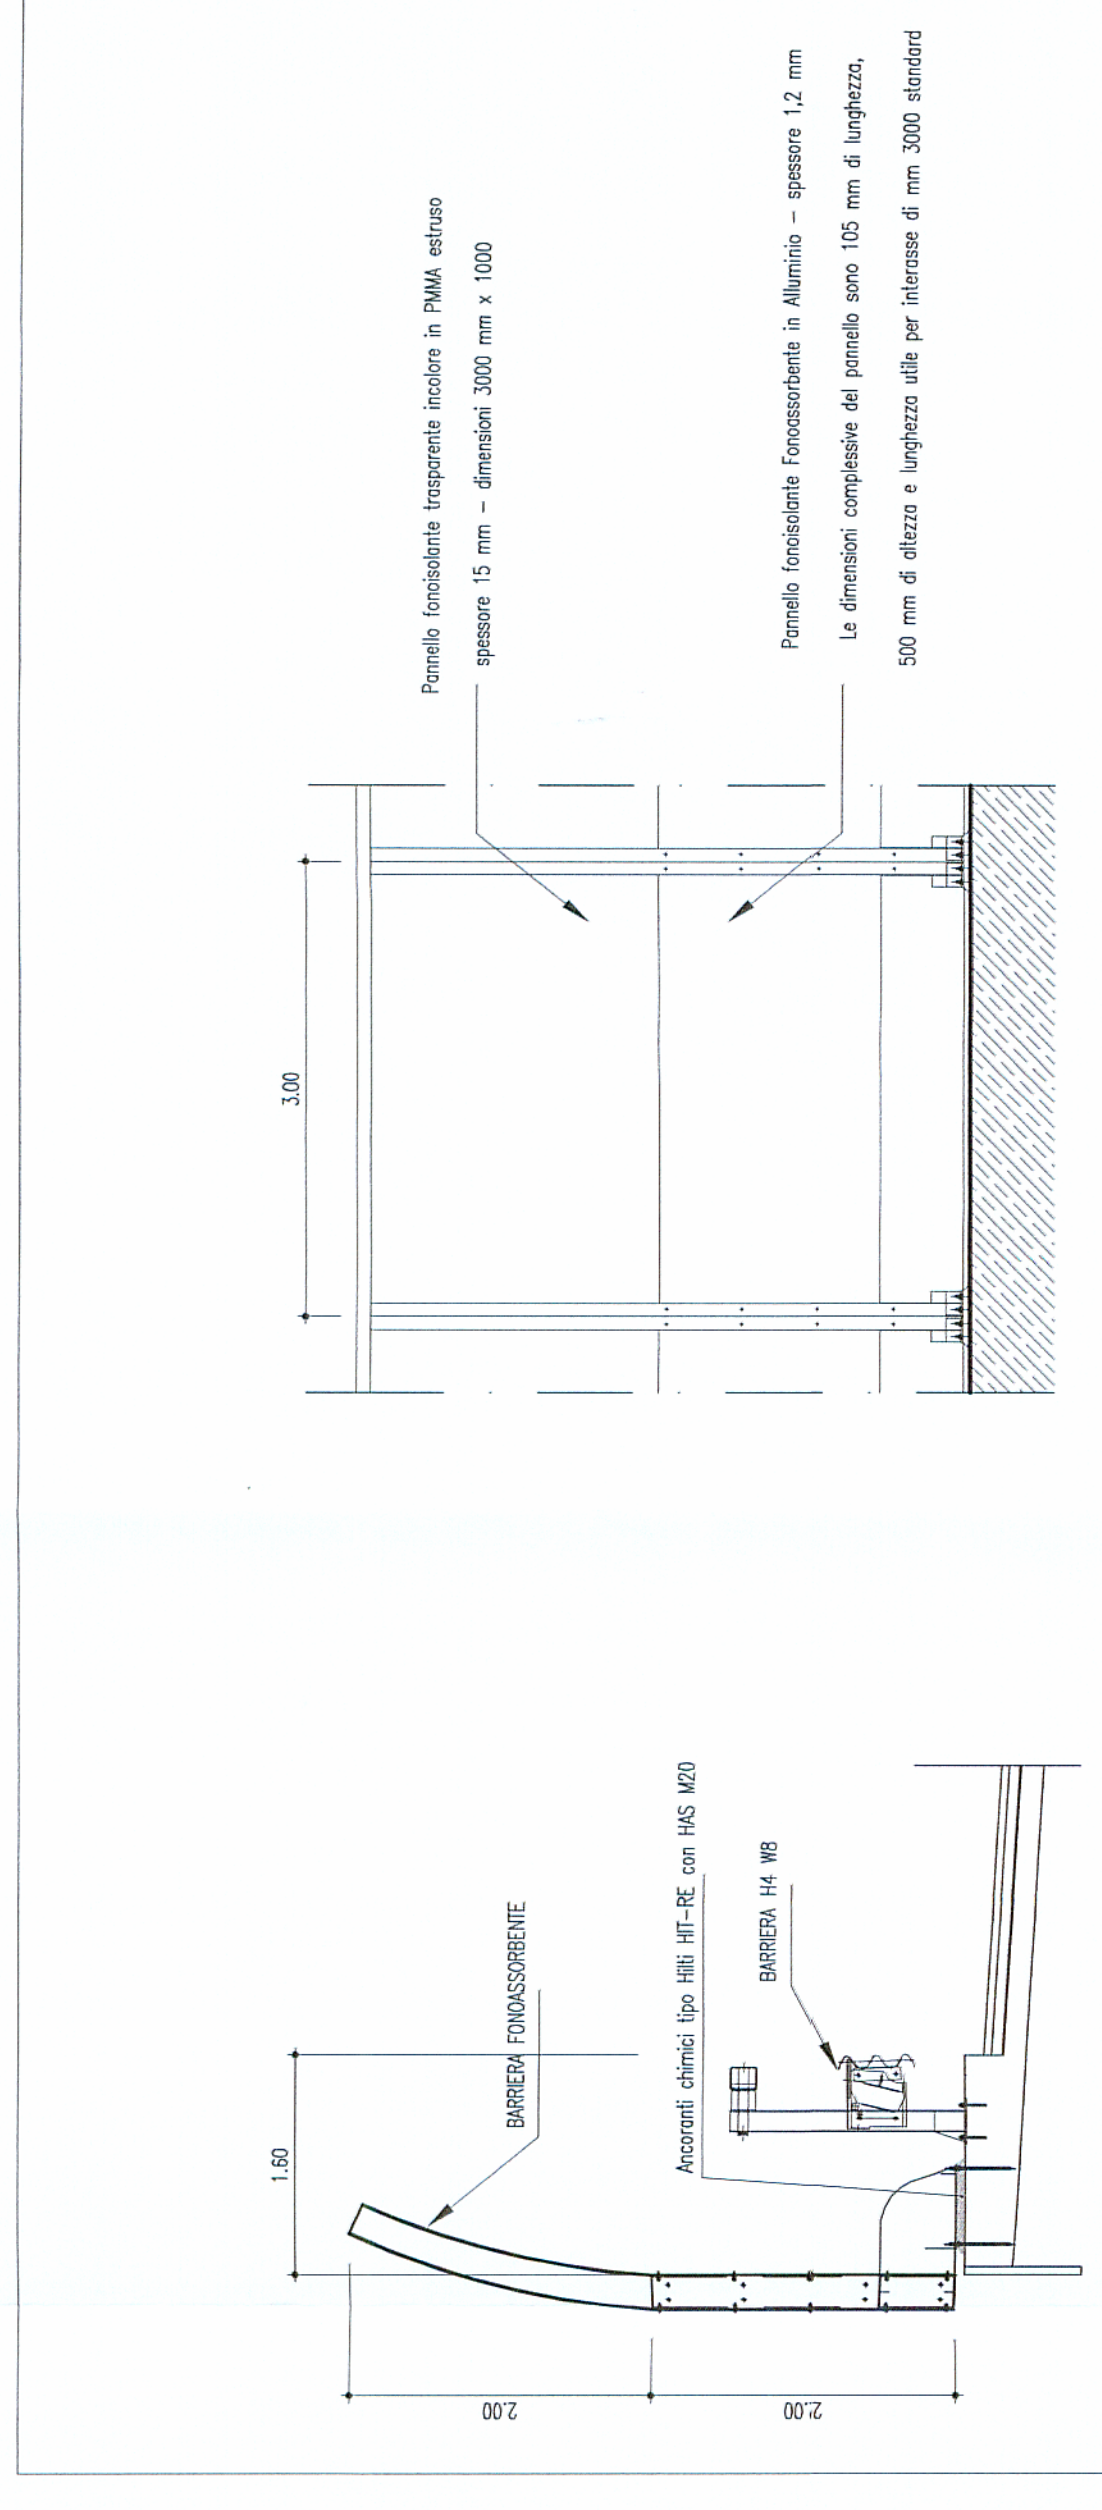 2.00
2.00
1.60
BARRIERA FONOASSORBENTE
Ancoranti chimici tipo Hilti HIT-RE con HAS M20
BARRIERA H4 W8
3.00
Pannello fonoisolante trasparente incolore in PMMA estruso
spessore 15 mm – dimensioni 3000 mm x 1000
Pannello fonoisolante Fonoassorbente in Alluminio – spessore 1,2 mm
Le dimensioni complessive del pannello sono 105 mm di lunghezza,
500 mm di altezza e lunghezza utile per interasse di mm 3000 standard